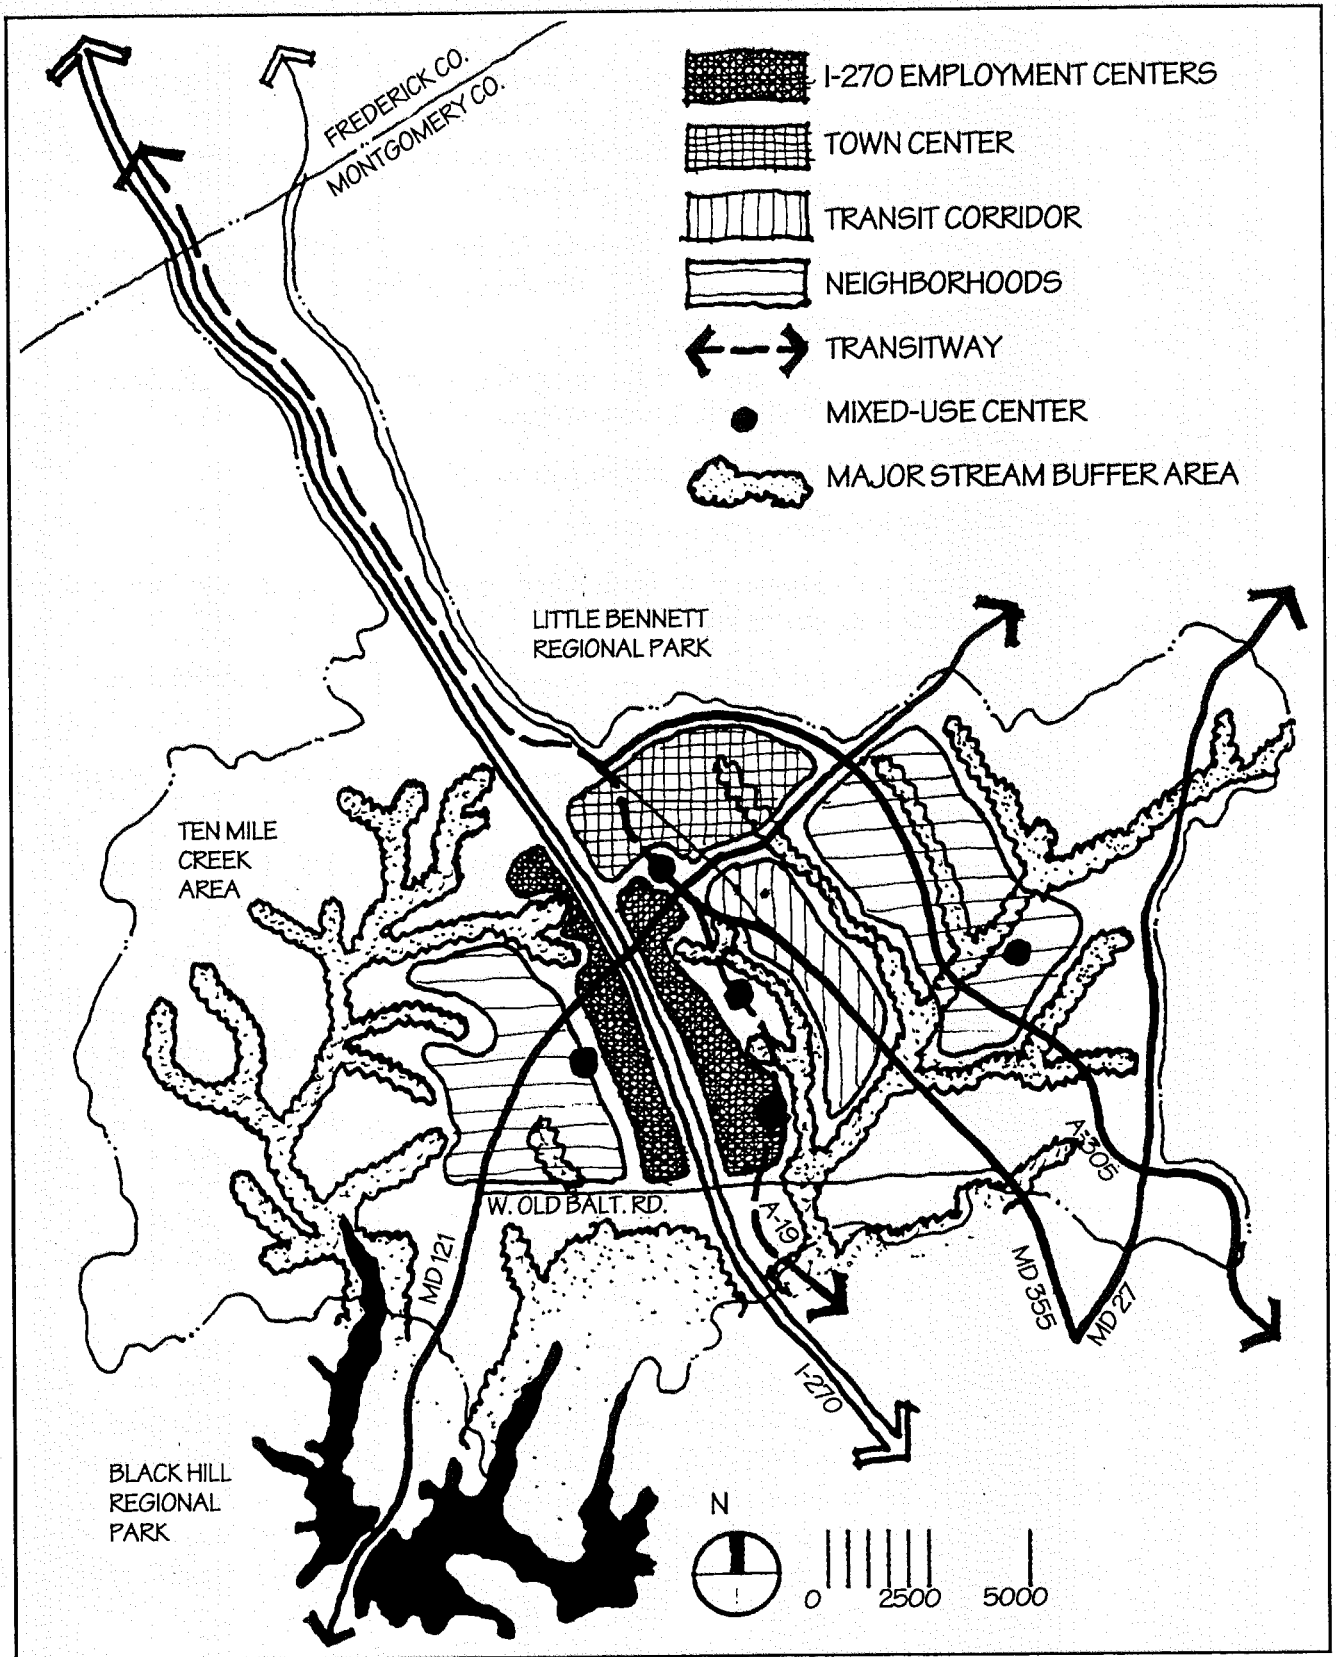 FREDERICK CO.
MONTGOMERY CO.
I-270 EMPLOYMENT CENTERS
TOWN CENTER
TRANSIT CORRIDOR
NEIGHBORHOODS
TRANSITWAY
MIXED-USE CENTER
MAJOR STREAM BUFFER AREA
LITTLE BENNETT
REGIONAL PARK
TEN MILE
CREEK
AREA
A-305
W. OLD BALT. RD.
A-19
MD 121
MD 355
MD 27
I-270
BLACK HILL
REGIONAL
PARK
N
0 2500 5000